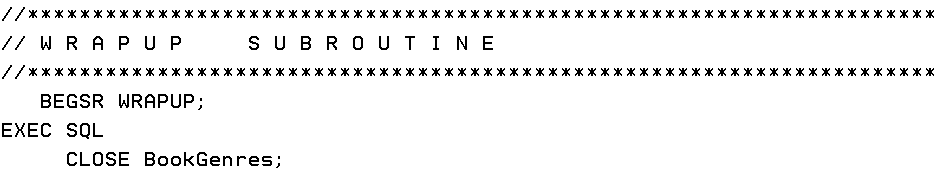 //**********************************************************************
// W R A P U P     S U B R O U T I N E
//**********************************************************************
   BEGSR WRAPUP;
EXEC SQL
     CLOSE BookGenres;